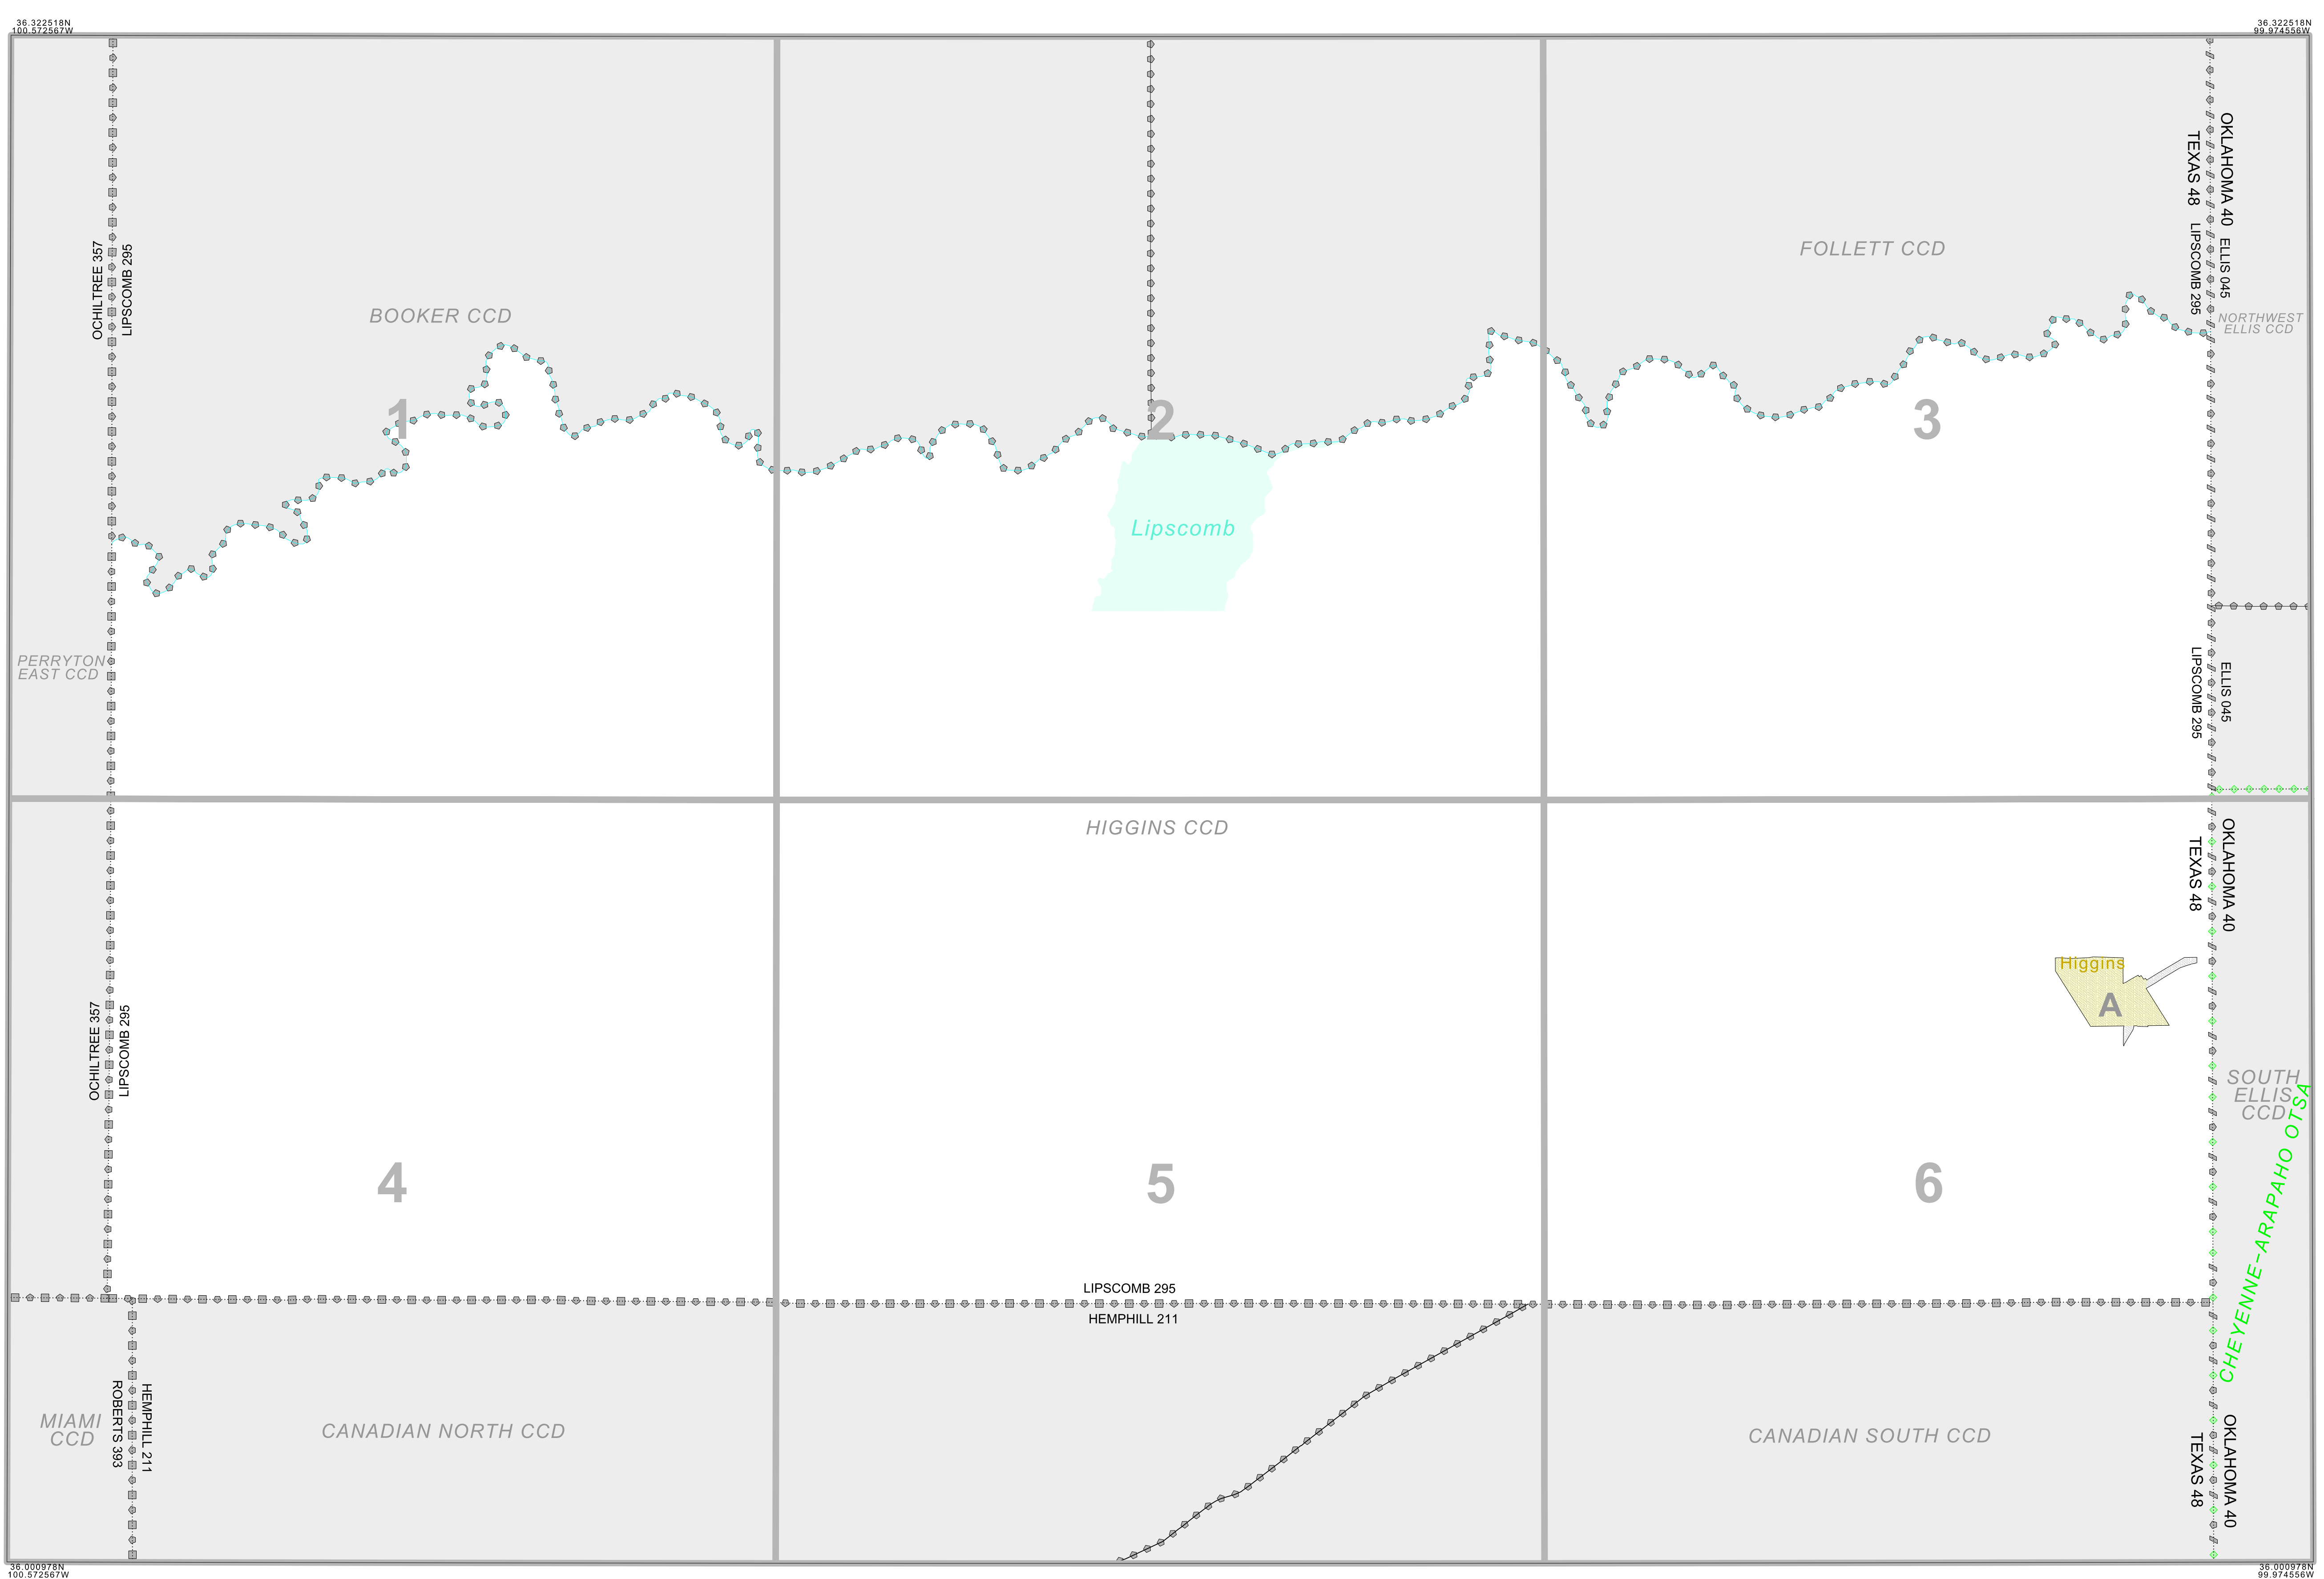 36.322518N
100.572567W
36.322518N
99.974556W
OKLAHOMA 40
TEXAS 48
ELLIS 045
LIPSCOMB 295
OCHILTREE 357
LIPSCOMB 295
FOLLETT CCD
BOOKER CCD
NORTHWEST
ELLIS CCD
1
2
3
Lipscomb
PERRYTON
EAST CCD
ELLIS 045
LIPSCOMB 295
HIGGINS CCD
OKLAHOMA 40
TEXAS 48
Higgins
A
OCHILTREE 357
LIPSCOMB 295
SOUTH
ELLIS
CCD
CHEYENNE-ARAPAHO OTSA
4
5
6
LIPSCOMB 295
HEMPHILL 211
MIAMI
CCD
ROBERTS 393
HEMPHILL 211
CANADIAN NORTH CCD
CANADIAN SOUTH CCD
OKLAHOMA 40
TEXAS 48
36.000978N
100.572567W
36.000978N
99.974556W